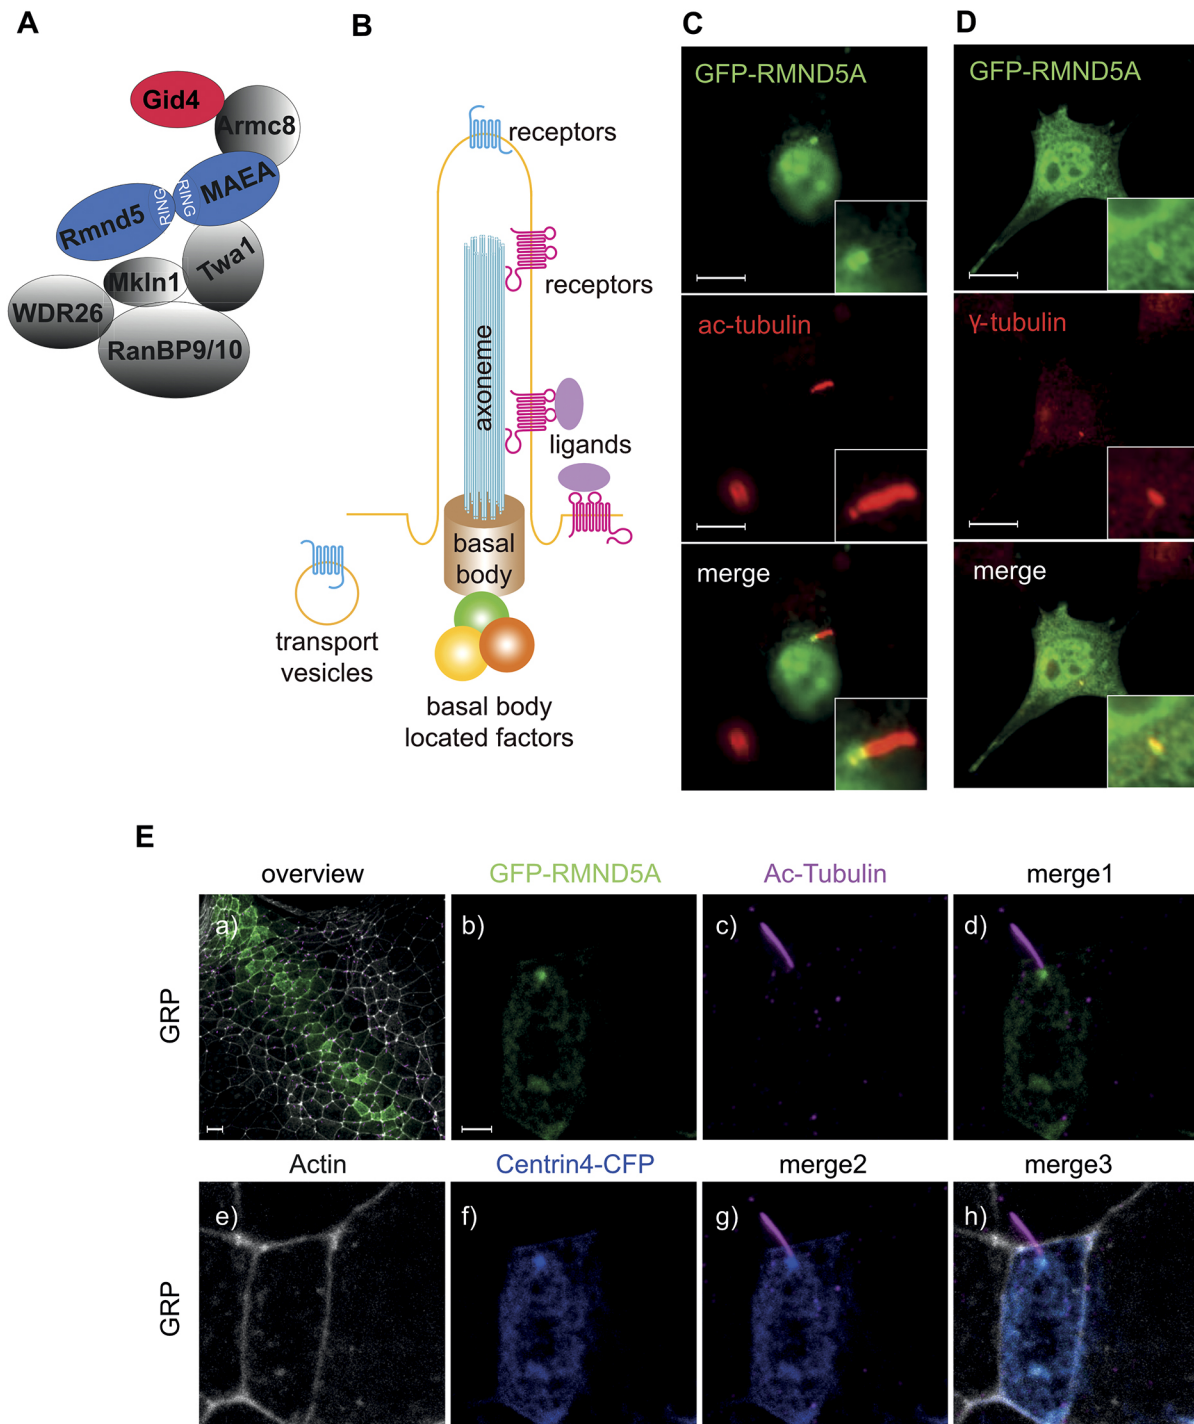 A
Gid4
Armc8
MAEA
RING
RING
Rmnd5
Twa1
Mkln1
WDR26
RanBP9/10
B
receptors
receptors
axoneme
ligands
basal
body
transport
vesicles
basal body
located factors
C
GFP-RMND5A
ac-tubulin
merge
D
GFP-RMND5A
γ-tubulin
merge
E
overview
GFP-RMND5A
Ac-Tubulin
merge1
GRP
a)
b)
c)
d)
Actin
Centrin4-CFP
merge2
merge3
GRP
e)
f)
g)
h)